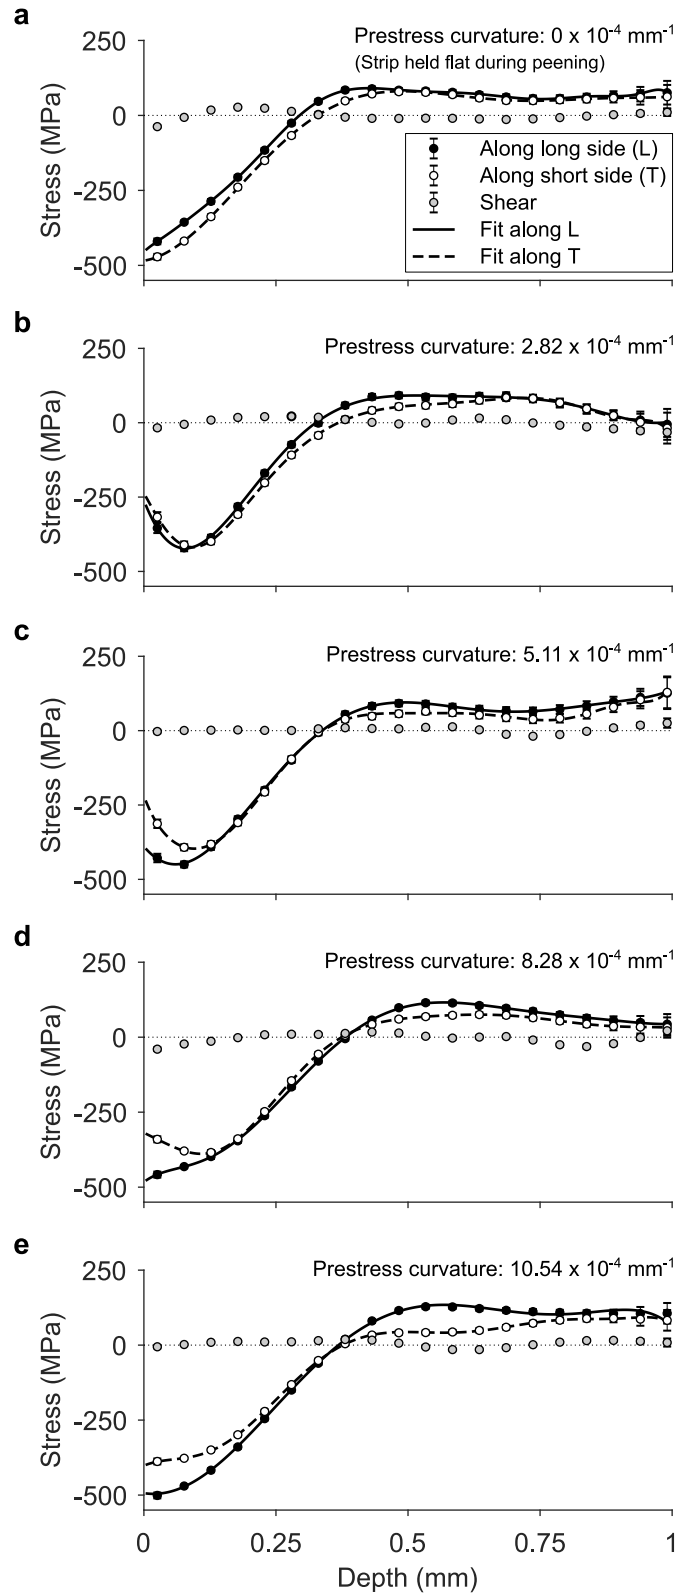 a
Prestress curvature: 0 x 10⁻⁴ mm⁻¹
(Strip held flat during peening)
250
0
-250
-500
Stress (MPa)
Along long side (L)
Along short side (T)
Shear
Fit along L
Fit along T
b
Prestress curvature: 2.82 x 10⁻⁴ mm⁻¹
250
0
-250
-500
Stress (MPa)
c
Prestress curvature: 5.11 x 10⁻⁴ mm⁻¹
250
0
-250
-500
Stress (MPa)
d
Prestress curvature: 8.28 x 10⁻⁴ mm⁻¹
250
0
-250
-500
Stress (MPa)
e
Prestress curvature: 10.54 x 10⁻⁴ mm⁻¹
250
0
-250
-500
Stress (MPa)
0 0.25 0.5 0.75 1
Depth (mm)